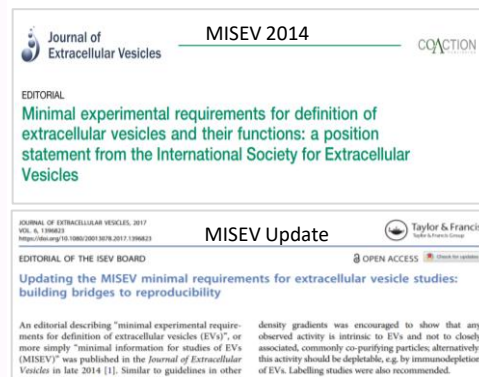 Journal of
Extracellular Vesicles
MISEV 2014
COACTION
EDITORIAL
Minimal experimental requirements for definition of
extracellular vesicles and their functions: a position
statement from the International Society for Extracellular
Vesicles
JOURNAL OF EXTRACELLULAR VESICLES, 2017
VOL. 6, 1396823
https://doi.org/10.1080/20013078.2017.1396823
MISEV Update
Taylor & Francis
Taylor & Francis Group
EDITORIAL OF THE ISEV BOARD
OPEN ACCESS
Check for updates
Updating the MISEV minimal requirements for extracellular vesicle studies:
building bridges to reproducibility
An editorial describing “minimal experimental require-
ments for definition of extracellular vesicles (EVs)”, or
more simply “minimal information for studies of EVs
(MISEV)” was published in the Journal of Extracellular
Vesicles in late 2014 [1]. Similar to guidelines in other
density gradients was encouraged to show that any
observed activity is intrinsic to EVs and not to closely
associated, commonly co-purifying particles; alternatively
this activity should be depletable, e.g. by immunodepletion
of EVs. Labelling studies were also recommended.